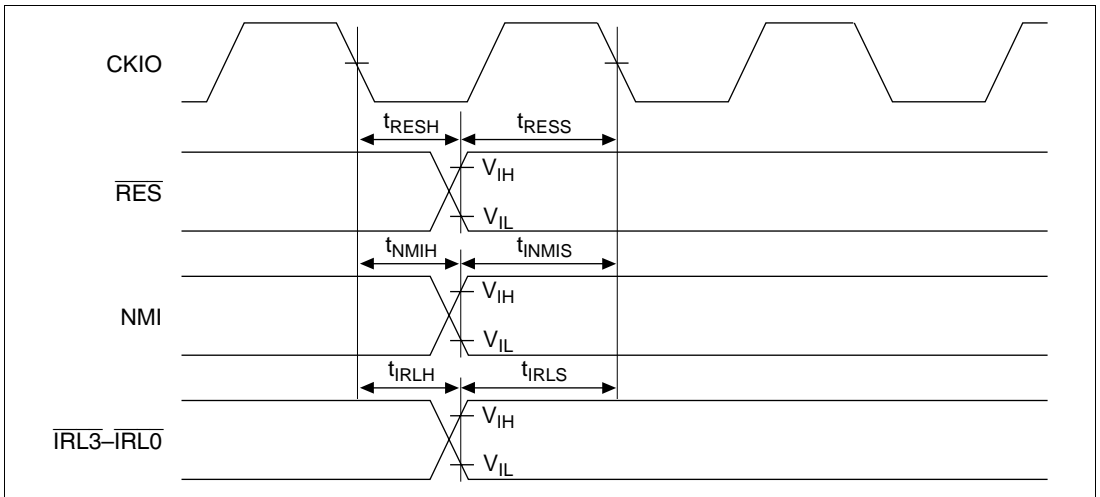 CKIO
tRESH tRESS
VIH
RES
VIL
tNMIH tINMIS
VIH
NMI
VIL
tIRLH tIRLS
VIH
IRL3–IRL0
VIL